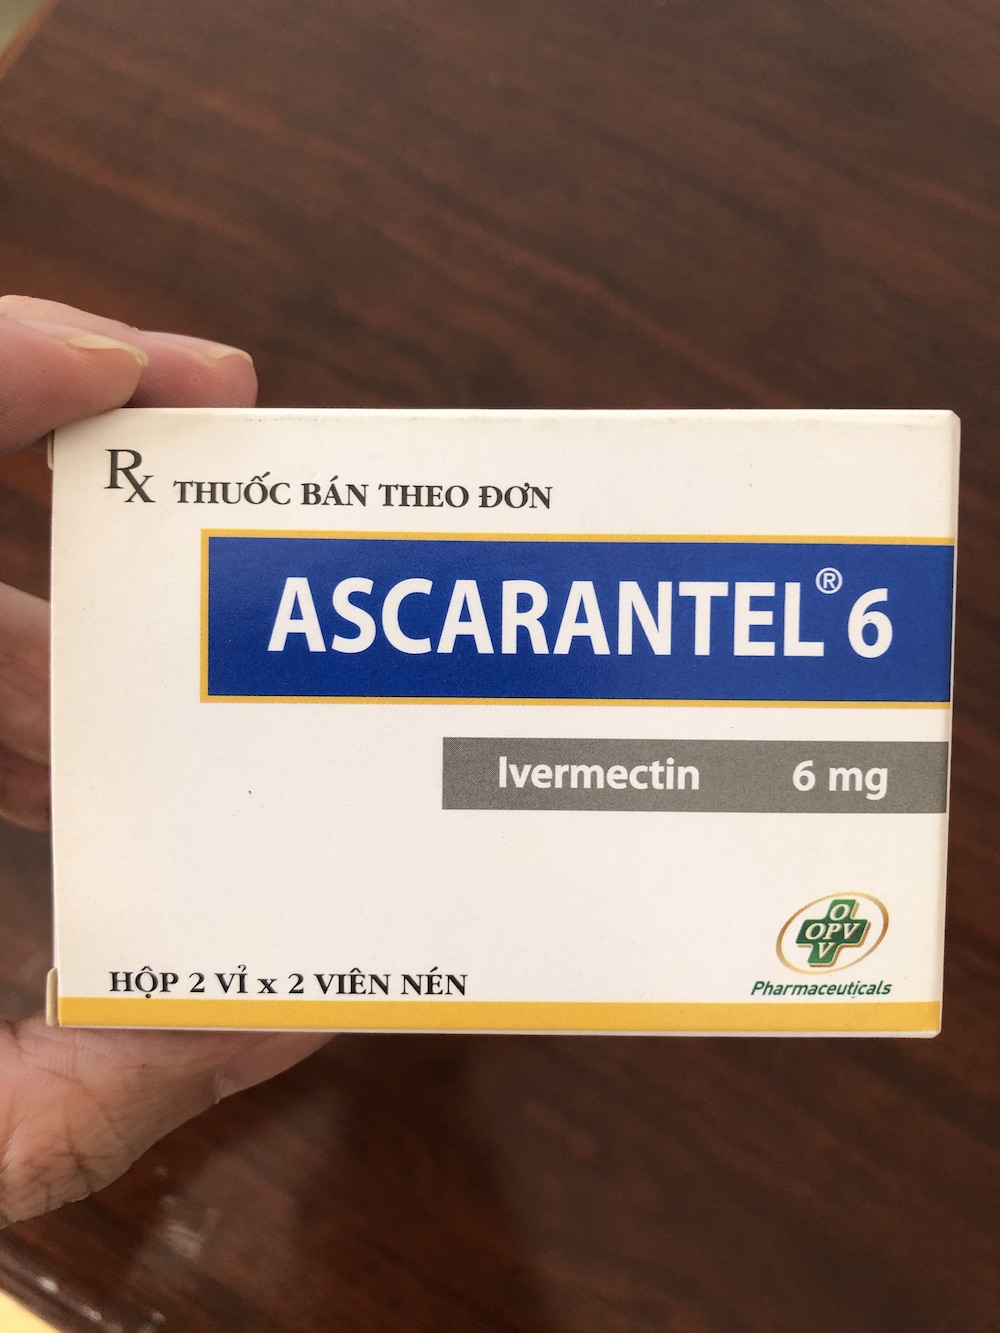 Rx THUỐC BÁN THEO ĐƠN
ASCARANTEL® 6
Ivermectin 6 mg
O
OPV
V
Pharmaceuticals
HỘP 2 VỈ x 2 VIÊN NÉN